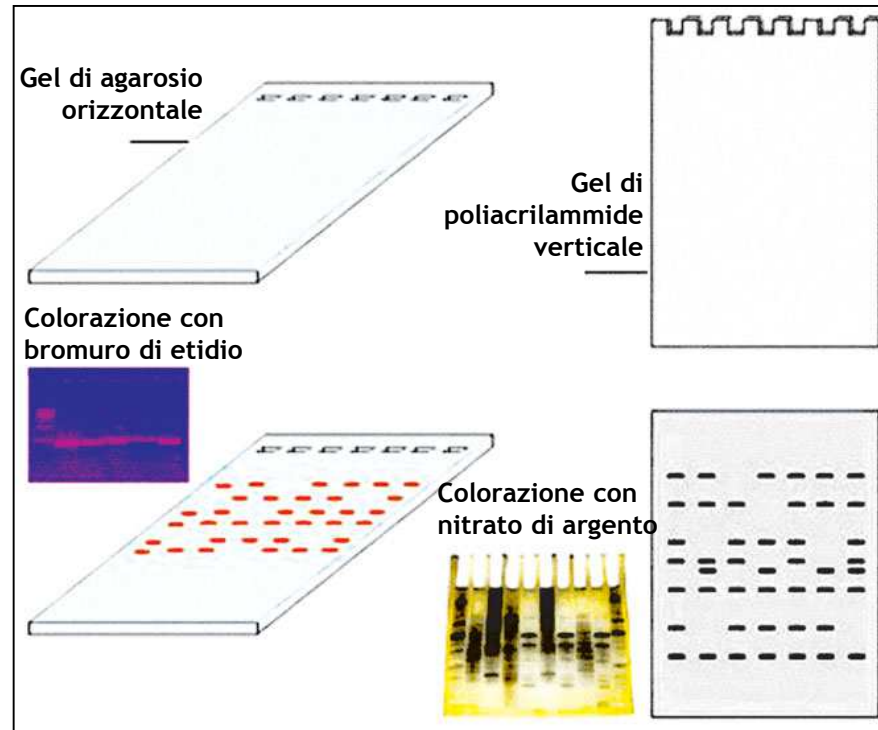 Gel di agarosio
orizzontale
Gel di
poliacrilammide
verticale
Colorazione con
bromuro di etidio
Colorazione con
nitrato di argento